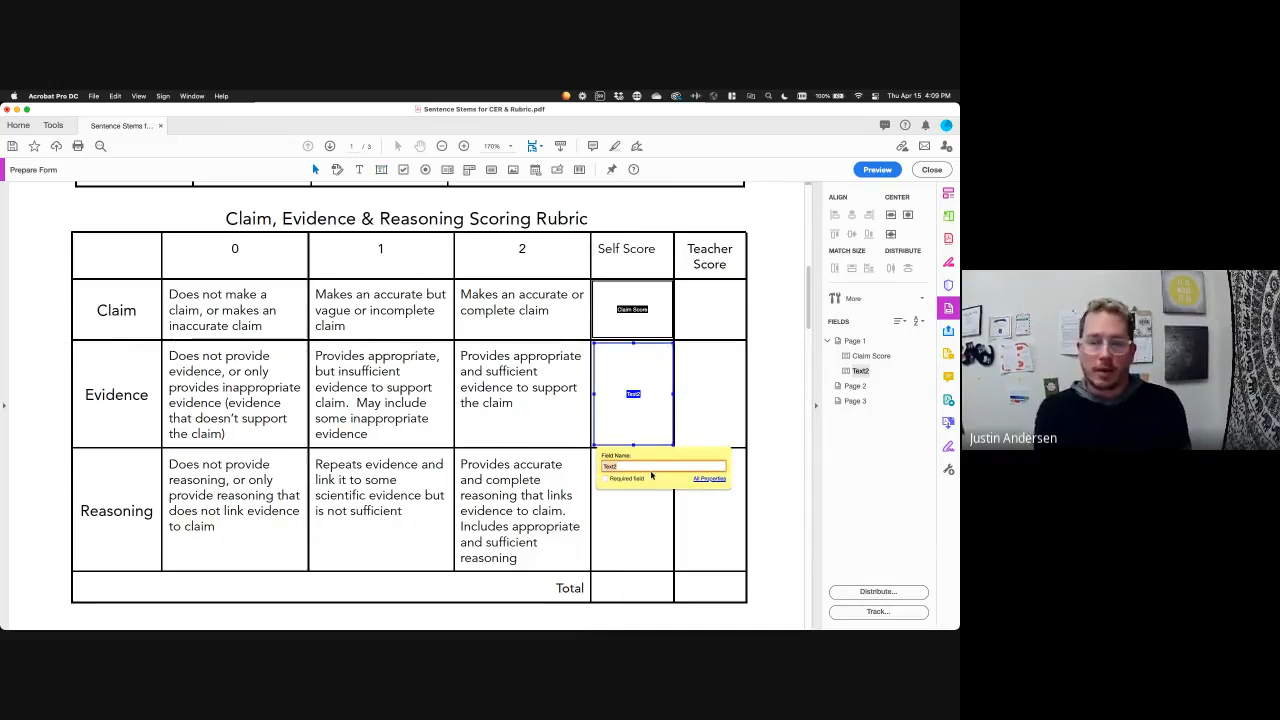 Acrobat Pro DC File Edit View Sign Window Help
100%
Thu Apr 15 4:09 PM
Sentence Stems for CER & Rubric.pdf
Home Tools Sentence Stems f... ×
1 / 3
170%
Prepare Form
Preview
Close
Claim, Evidence & Reasoning Scoring Rubric
0
1
2
Self Score
Teacher
Score
Claim
Does not make a
claim, or makes an
inaccurate claim
Makes an accurate but
vague or incomplete
claim
Makes an accurate or
complete claim
Claim Score
Evidence
Does not provide
evidence, or only
provides inappropriate
evidence (evidence
that doesn't support
the claim)
Provides appropriate,
but insufficient
evidence to support
claim. May include
some inappropriate
evidence
Provides appropriate
and sufficient
evidence to support
the claim
Text2
Field Name:
Text2
Required field
All Properties
Reasoning
Does not provide
reasoning, or only
provide reasoning that
does not link evidence
to claim
Repeats evidence and
link it to some
scientific evidence but
is not sufficient
Provides accurate
and complete
reasoning that links
evidence to claim.
Includes appropriate
and sufficient
reasoning
Total
ALIGN
CENTER
MATCH SIZE
DISTRIBUTE
More
FIELDS
Page 1
Claim Score
Text2
Page 2
Page 3
Distribute...
Track...
Justin Andersen